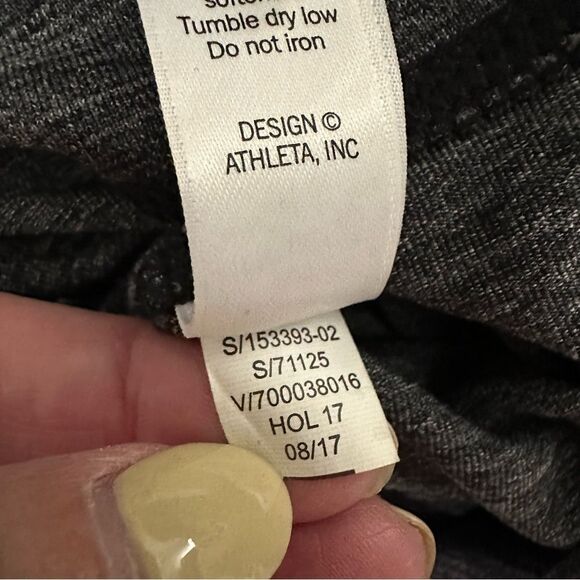 Tumble dry low
Do not iron
DESIGN ©
ATHLETA, INC
S/153393-02
S/71125
V/700038016
HOL 17
08/17